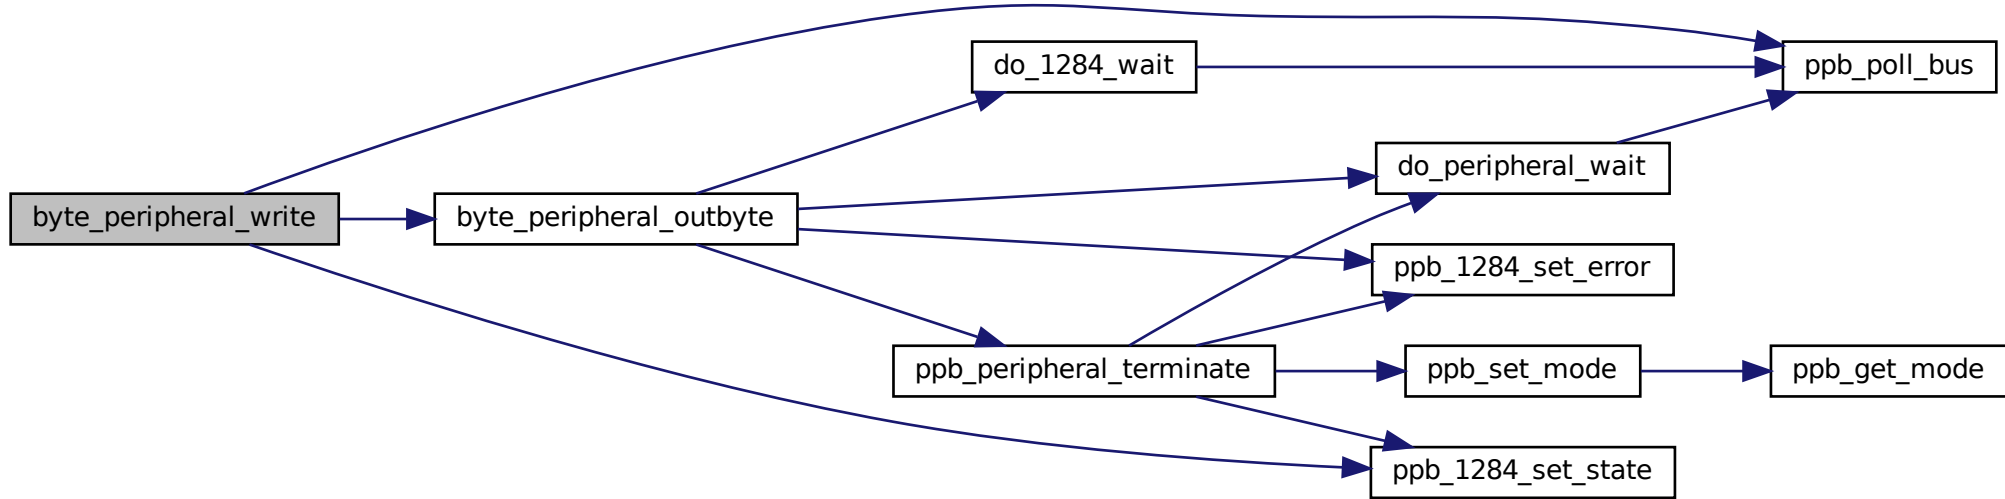 byte_peripheral_write
byte_peripheral_outbyte
do_1284_wait
ppb_poll_bus
do_peripheral_wait
ppb_1284_set_error
ppb_peripheral_terminate
ppb_set_mode
ppb_get_mode
ppb_1284_set_state